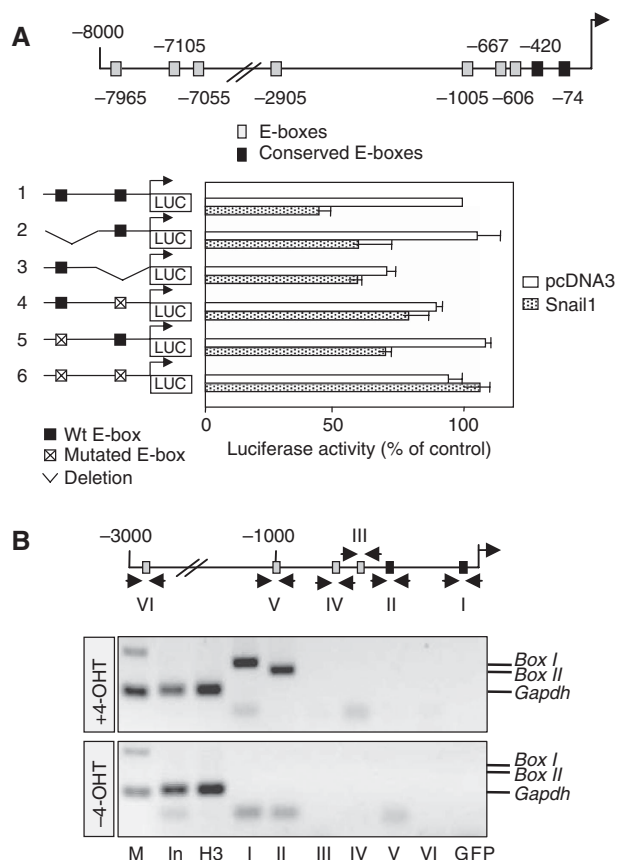 A
–8000 –7105 –667 –420
–7965 –7055 –2905 –1005 –606 –74
E-boxes
Conserved E-boxes
1 LUC
2 LUC
3 LUC
4 LUC
5 LUC
6 LUC
pcDNA3
Snail1
0 50 100
Luciferase activity (% of control)
Wt E-box
Mutated E-box
Deletion
B
–3000 –1000 III
VI V IV II I
+4-OHT
Box I
Box II
Gapdh
–4-OHT
Box I
Box II
Gapdh
M In H3 I II III IV V VI GFP